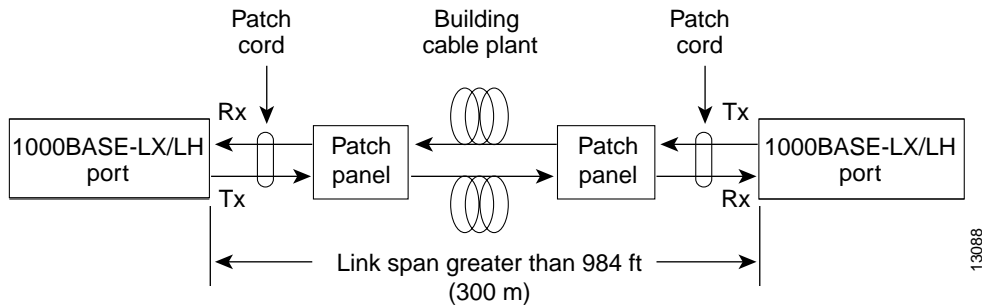 Patch
cord
Building
cable plant
Patch
cord
Rx
Tx
1000BASE-LX/LH
port
Patch
panel
Patch
panel
1000BASE-LX/LH
port
Tx
Rx
Link span greater than 984 ft
(300 m)
13088